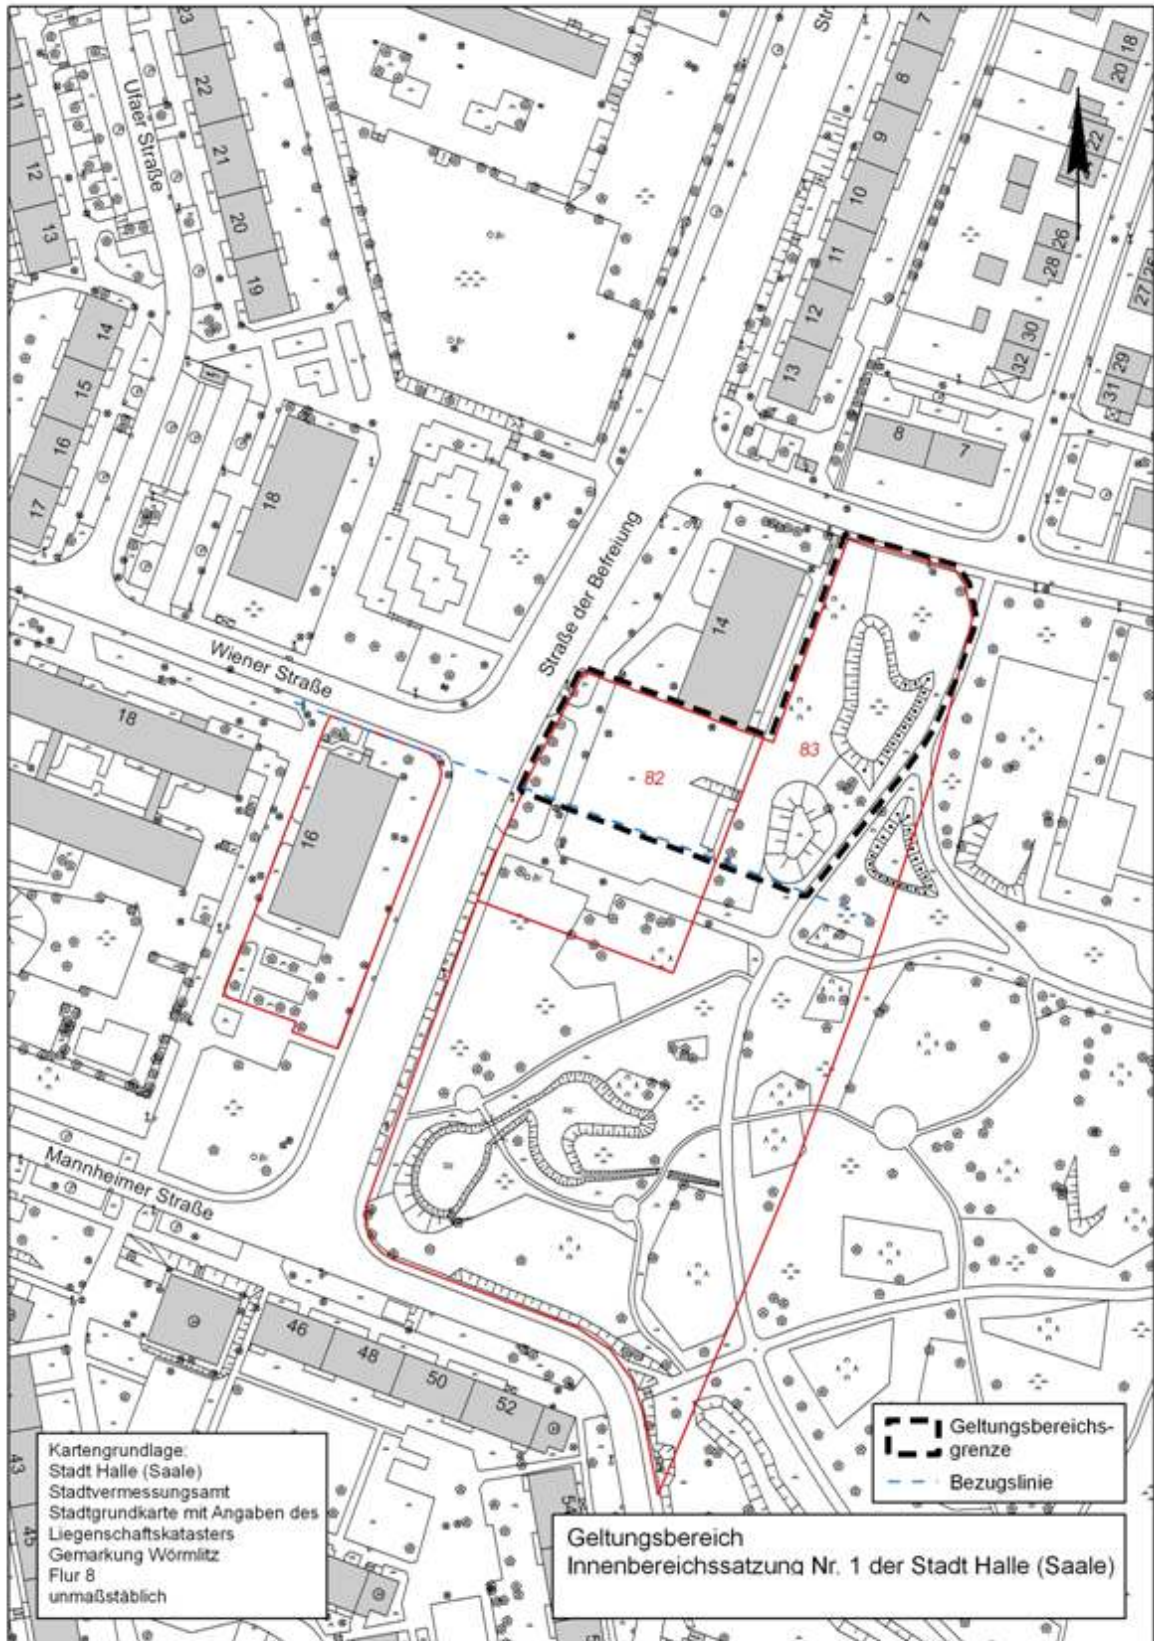 23
22
21
20
19
Ufaer Straße
11
12
13
14
15
16
17
18
7
8
9
10
11
12
13
18
20
22
26
28
30
32
27
29
31
8
7
14
Straße der Befreiung
Wiener Straße
18
16
82
83
Mannheimer Straße
46
48
50
52
54
43
45
Geltungsbereichs-
grenze
Bezugslinie
Kartengrundlage:
Stadt Halle (Saale)
Stadtvermessungsamt
Stadtgrundkarte mit Angaben des
Liegenschaftskatasters
Gemarkung Wörmlitz
Flur 8
unmaßstäblich
Geltungsbereich
Innenbereichssatzung Nr. 1 der Stadt Halle (Saale)